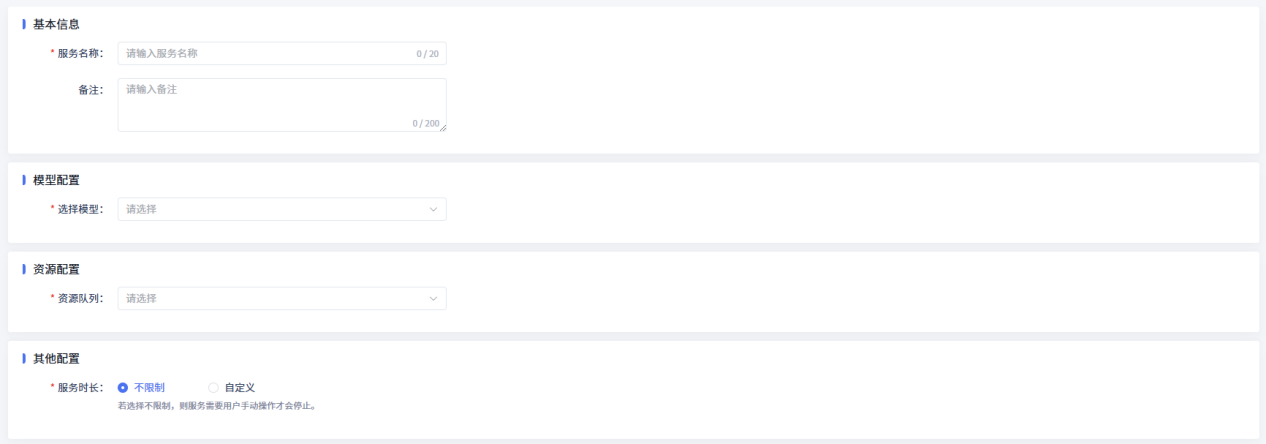 基本信息
* 服务名称： 请输入服务名称 0 / 20
备注： 请输入备注
0 / 200
模型配置
* 选择模型： 请选择
资源配置
* 资源队列： 请选择
其他配置
* 服务时长： 不限制 自定义
若选择不限制，则服务需要用户手动操作才会停止。